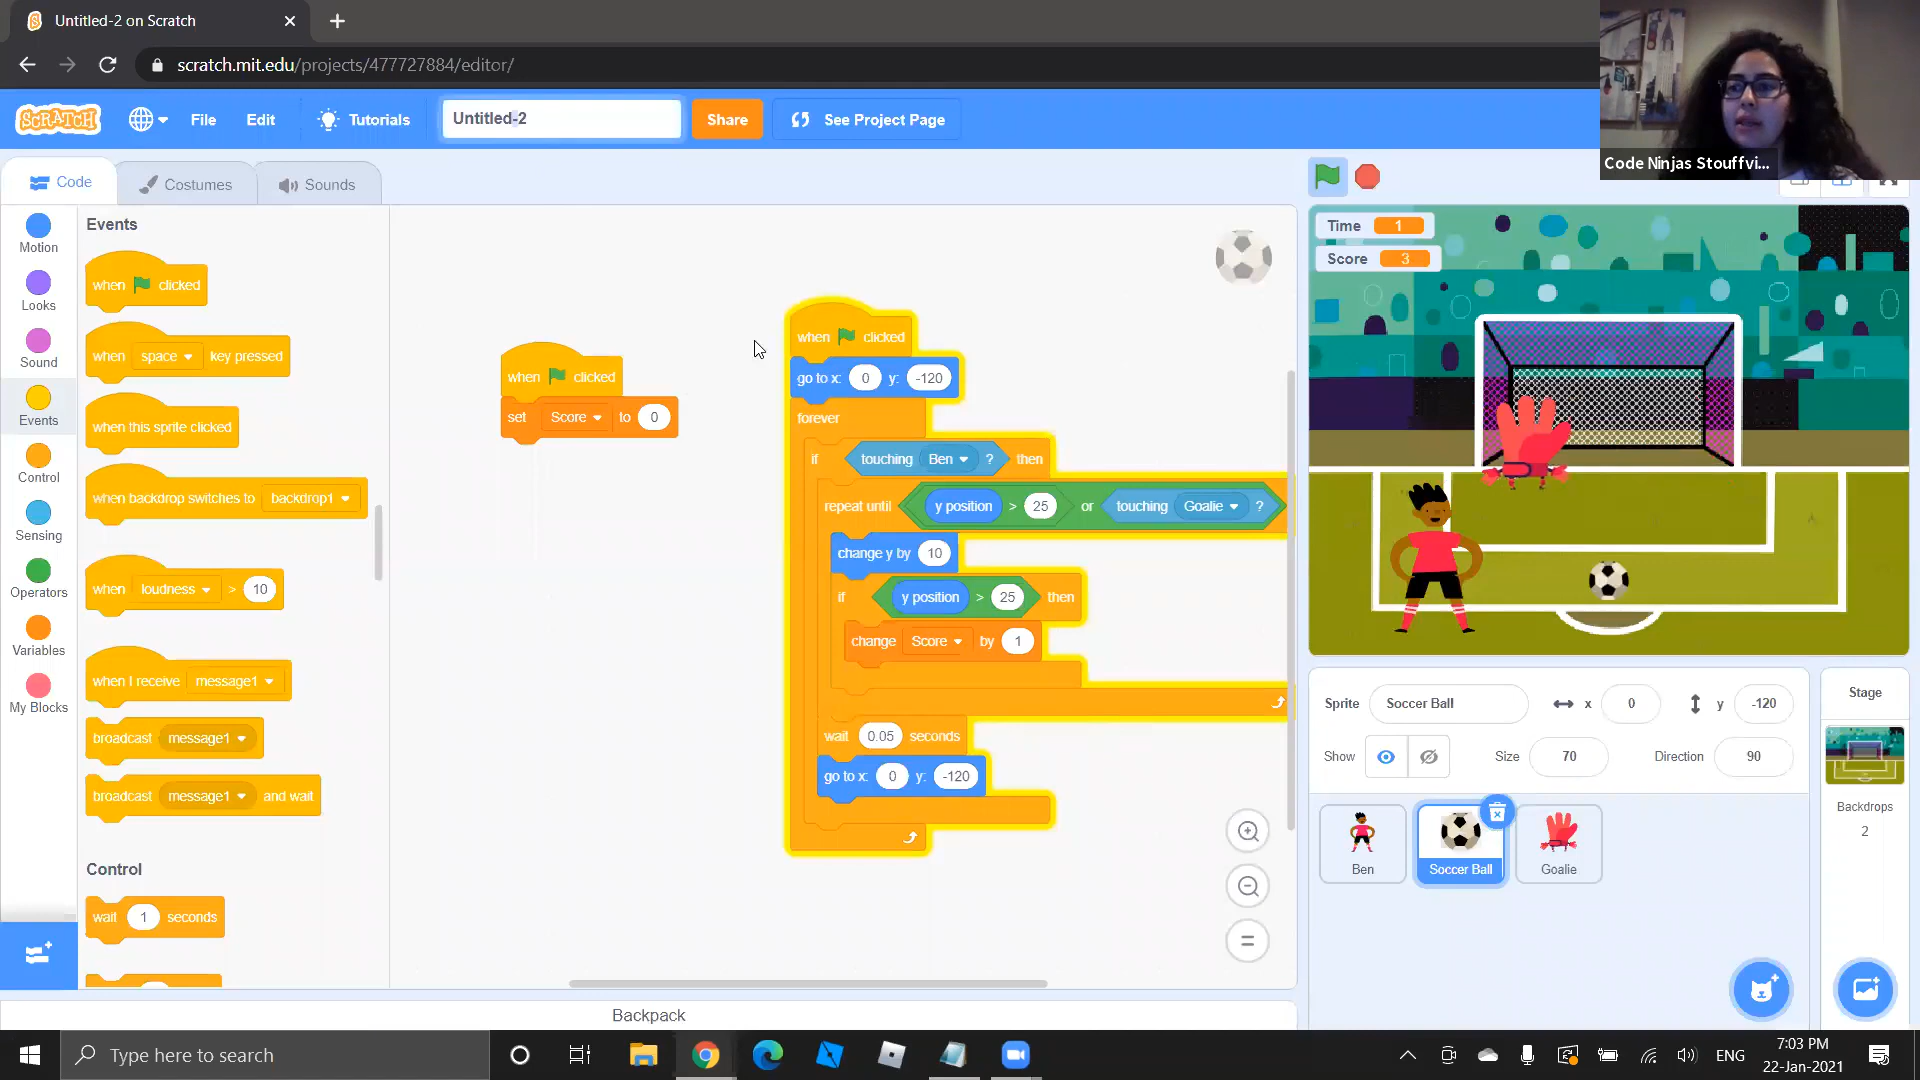 Untitled-2 on Scratch
scratch.mit.edu/projects/477727884/editor/
SCRATCH
File
Edit
Tutorials
Untitled-2
Share
See Project Page
Code Ninjas Stouffvi...
Code
Costumes
Sounds
Motion
Looks
Sound
Events
Control
Sensing
Operators
Variables
My Blocks
Events
when clicked
when space key pressed
when this sprite clicked
when backdrop switches to backdrop1
when loudness > 10
when I receive message1
broadcast message1
broadcast message1 and wait
Control
wait 1 seconds
when clicked
set Score to 0
when clicked
go to x: 0 y: -120
forever
if touching Ben ? then
repeat until y position > 25 or touching Goalie ?
change y by 10
if y position > 25 then
change Score by 1
wait 0.05 seconds
go to x: 0 y: -120
Time 1
Score 3
Sprite Soccer Ball x 0 y -120
Show Size 70 Direction 90
Ben
Soccer Ball
Goalie
Stage
Backdrops
2
Backpack
Type here to search
ENG
7:03 PM
22-Jan-2021